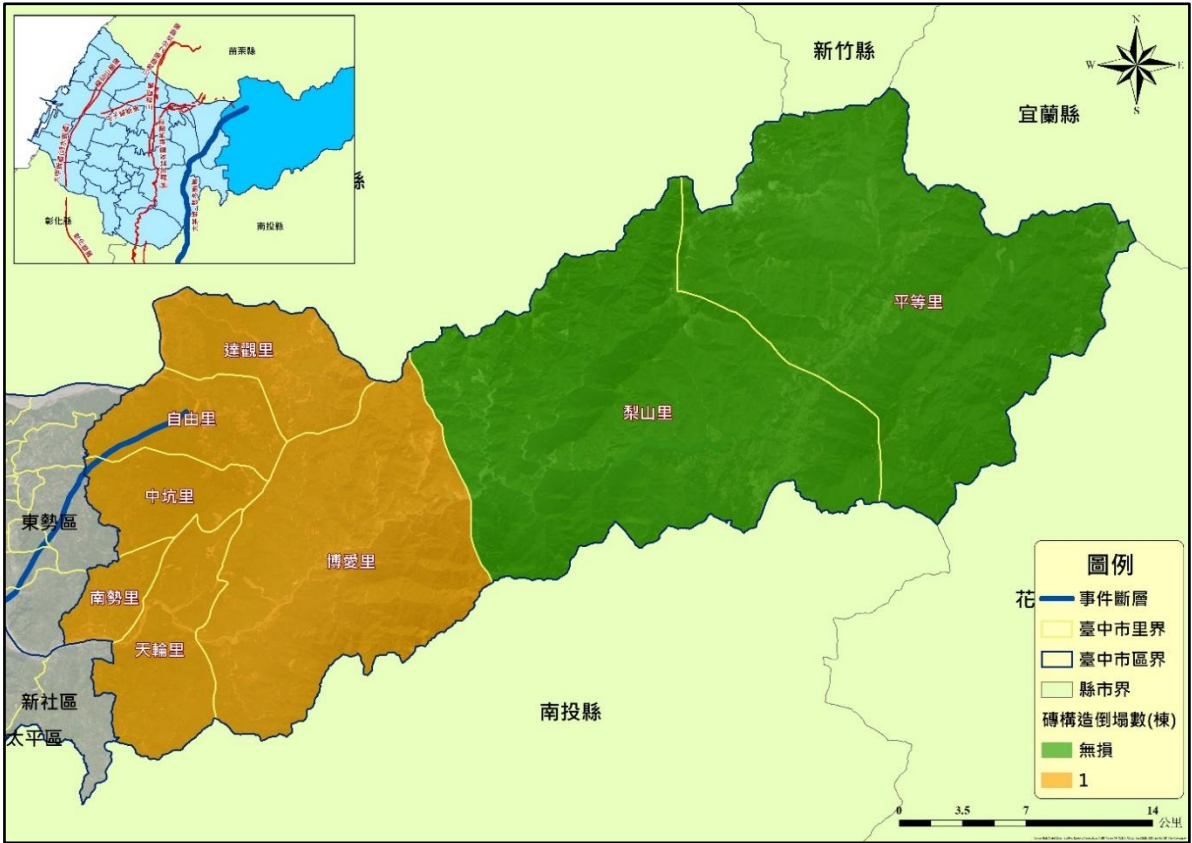 苗栗縣
彰化縣
南投縣
縣
新竹縣
宜蘭縣
N
W
E
S
達觀里
自由里
中坑里
南勢里
天輪里
博愛里
梨山里
平等里
東勢區
新社區
太平區
南投縣
花
圖例
事件斷層
臺中市里界
臺中市區界
縣市界
磚構造倒塌數(棟)
無損
1
0 3.5 7 14
公里